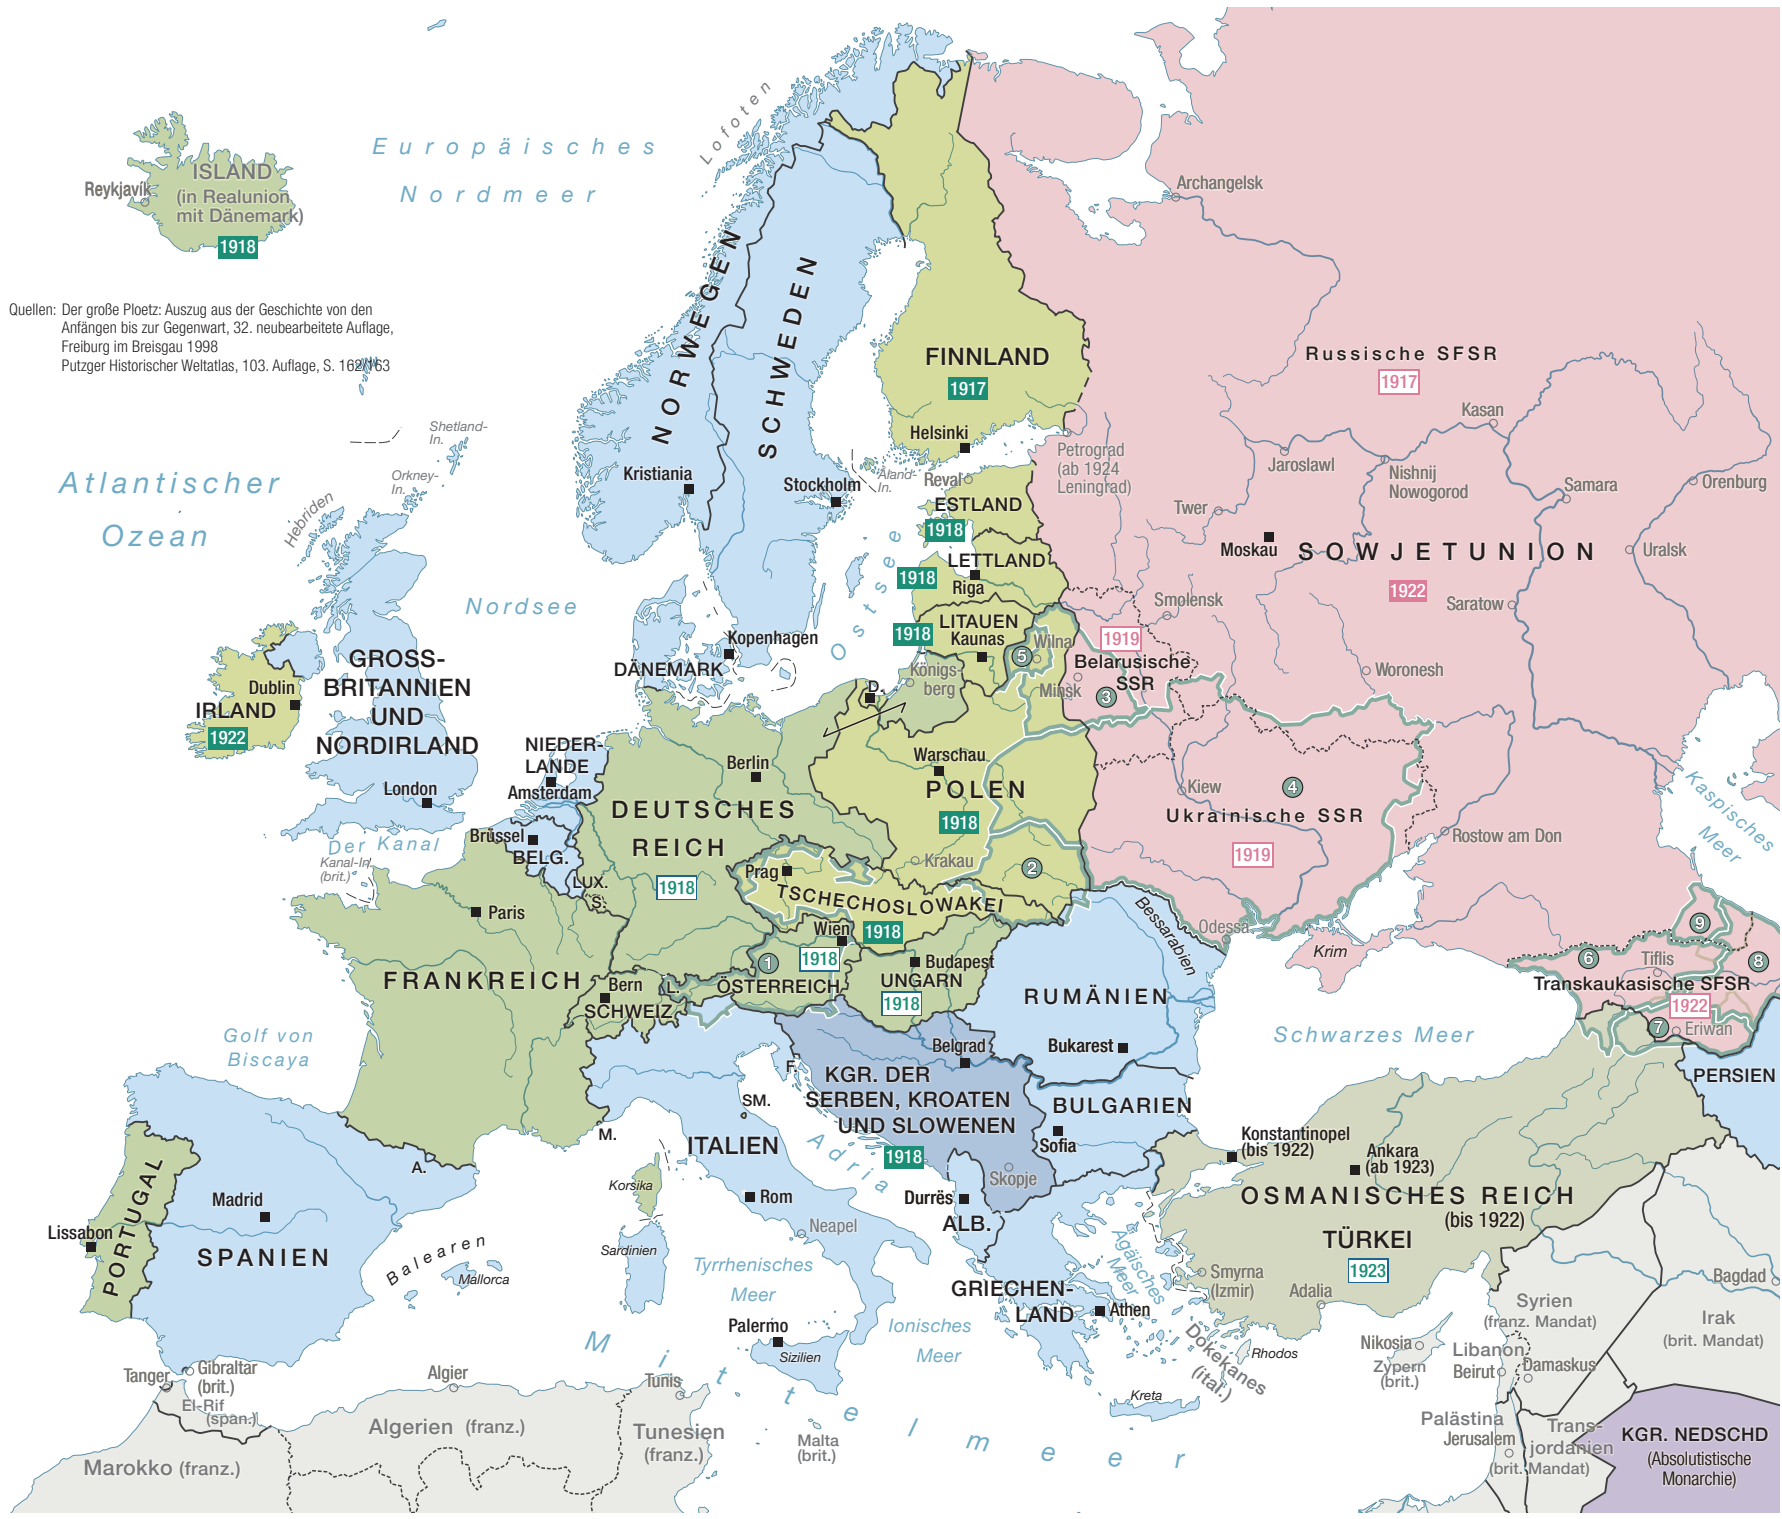 Europäisches
Nordmeer
Lofoten
ISLAND
(in Realunion
mit Dänemark)
Reykjavík
1918
Archangelsk
Quellen: Der große Ploetz: Auszug aus der Geschichte von den
Anfängen bis zur Gegenwart, 32. neubearbeitete Auflage,
Freiburg im Breisgau 1998
Putzger Historischer Weltatlas, 103. Auflage, S. 162/163
NORWEGEN
SCHWEDEN
FINNLAND
1917
Helsinki
Russische SFSR
1917
Kasan
Shetland-
In.
Orkney-
In.
Hebriden
Atlantischer
Ozean
Kristiania
Stockholm
Åland-
In.
Reval
Petrograd
(ab 1924
Leningrad)
Jaroslawl
Nishnij
Nowogorod
Samara
Orenburg
Twer
ESTLAND
1918
Moskau
SOWJETUNION
1922
Uralsk
Saratow
LETTLAND
1918
Riga
Smolensk
Nordsee
Ostsee
Kopenhagen
DÄNEMARK
LITAUEN
1918
Kaunas
Wilna
5
1919
Belarusische
SSR
3
Minsk
Woronesh
Königs-
berg
D.
GROSS-
BRITANNIEN
UND
NORDIRLAND
Dublin
IRLAND
1922
London
NIEDER-
LANDE
Amsterdam
Berlin
DEUTSCHES
REICH
1918
Warschau
POLEN
1918
Krakau
2
Kiew
4
Ukrainische SSR
1919
Rostow am Don
Kaspisches
Meer
Der Kanal
Kanal-In.
(brit.)
Brüssel
BELG.
LUX.
S.
Paris
FRANKREICH
Prag
TSCHECHOSLOWAKEI
1918
Wien
1918
1
ÖSTERREICH
Budapest
UNGARN
1918
Bern
SCHWEIZ
L.
Bessarabien
Odessa
Krim
RUMÄNIEN
Bukarest
9
6
Tiflis
8
Transkaukasische SFSR
1922
7
Eriwan
Golf von
Biscaya
Schwarzes Meer
PERSIEN
Belgrad
F.
KGR. DER
SERBEN, KROATEN
UND SLOWENEN
1918
Skopje
BULGARIEN
Sofia
SM.
M.
ITALIEN
Adria
Rom
Neapel
Korsika
Sardinien
A.
PORTUGAL
Lissabon
Madrid
SPANIEN
Balearen
Mallorca
Durrës
ALB.
Konstantinopel
(bis 1922)
Ankara
(ab 1923)
OSMANISCHES REICH
(bis 1922)
TÜRKEI
1923
Tyrrhenisches
Meer
Palermo
Sizilien
Ionisches
Meer
GRIECHEN-
LAND
Athen
Ägäisches
Meer
Smyrna
(Izmir)
Adalia
Dokekanes
(ital.)
Rhodos
Kreta
Nikosia
Zypern
(brit.)
Syrien
(franz. Mandat)
Libanon
Beirut
Damaskus
Bagdad
Irak
(brit. Mandat)
Palästina
Jerusalem
Trans-
jordanien
(brit. Mandat)
KGR. NEDSCHD
(Absolutistische
Monarchie)
Mittelmeer
Tanger
Gibraltar
(brit.)
El-Rif
(span.)
Algier
Tunis
Marokko (franz.)
Algerien (franz.)
Tunesien
(franz.)
Malta
(brit.)